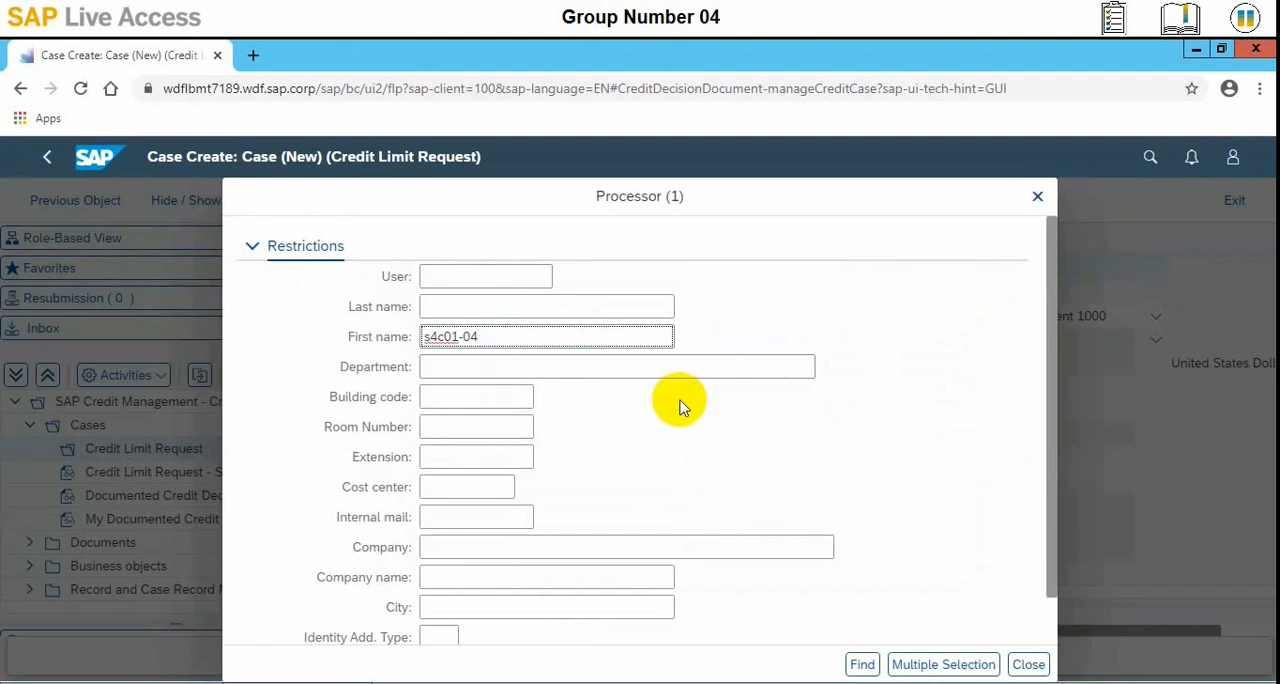 SAP Live Access
Group Number 04
Case Create: Case (New) (Credit L
wdflbmt7189.wdf.sap.corp/sap/bc/ui2/flp?sap-client=100&sap-language=EN#CreditDecisionDocument-manageCreditCase?sap-ui-tech-hint=GUI
Apps
SAP Case Create: Case (New) (Credit Limit Request)
Previous Object Hide / Show
Exit
Role-Based View
Favorites
Resubmission ( 0 )
Inbox
Activities
SAP Credit Management - Cr
Cases
Credit Limit Request
Credit Limit Request - S
Documented Credit Dec
My Documented Credit
Documents
Business objects
Record and Case Record M
Processor (1)
Restrictions
User:
Last name:
First name: s4c01-04
Department:
Building code:
Room Number:
Extension:
Cost center:
Internal mail:
Company:
Company name:
City:
Identity Add. Type:
Find Multiple Selection Close
ent 1000
United States Doll